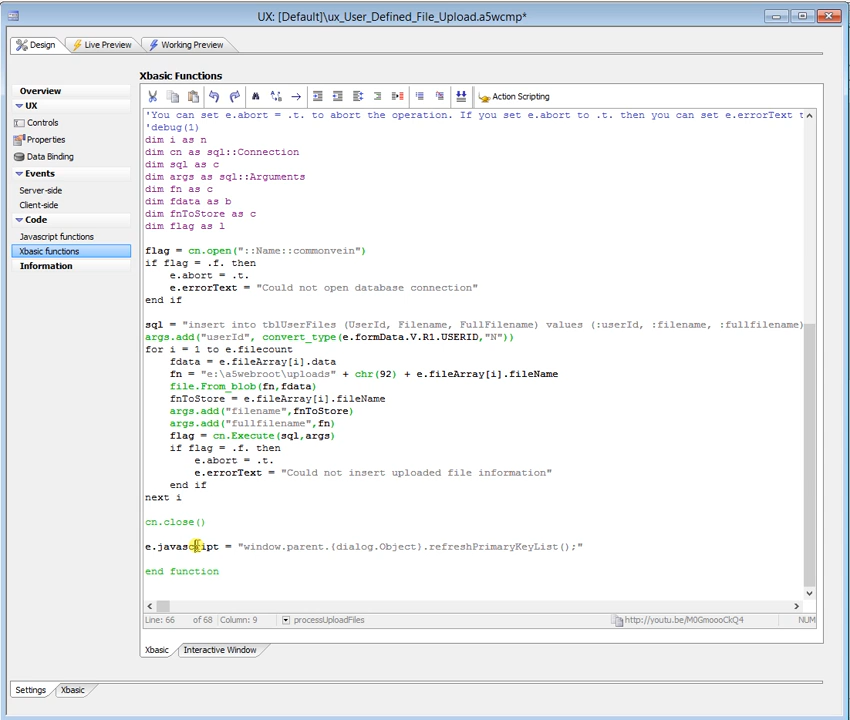 UX: [Default]\ux_User_Defined_File_Upload.a5wcmp*
Design
Live Preview
Working Preview
Overview
UX
Controls
Properties
Data Binding
Events
Server-side
Client-side
Code
Javascript functions
Xbasic functions
Information
Xbasic Functions
Action Scripting
'You can set e.abort = .t. to abort the operation. If you set e.abort to .t. then you can set e.errorText t
'debug(1)
dim i as n
dim cn as sql::Connection
dim sql as c
dim args as sql::Arguments
dim fn as c
dim fdata as b
dim fnToStore as c
dim flag as l
flag = cn.open("::Name::commonvein")
if flag = .f. then
e.abort = .t.
e.errorText = "Could not open database connection"
end if
sql = "insert into tblUserFiles (UserId, Filename, FullFilename) values (:userId, :filename, :fullfilename)
args.add("userId", convert_type(e.formData.V.R1.USERID,"N"))
for i = 1 to e.filecount
fdata = e.fileArray[i].data
fn = "e:\a5webroot\uploads" + chr(92) + e.fileArray[i].fileName
file.From_blob(fn,fdata)
fnToStore = e.fileArray[i].fileName
args.add("filename",fnToStore)
args.add("fullfilename",fn)
flag = cn.Execute(sql,args)
if flag = .f. then
e.abort = .t.
e.errorText = "Could not insert uploaded file information"
end if
next i
cn.close()
e.javascript = "window.parent.(dialog.Object).refreshPrimaryKeyList();"
end function
Line: 66 of 68 Column: 9 processUploadFiles http://youtu.be/M0GmoooCkQ4 NUM
Xbasic
Interactive Window
Settings
Xbasic